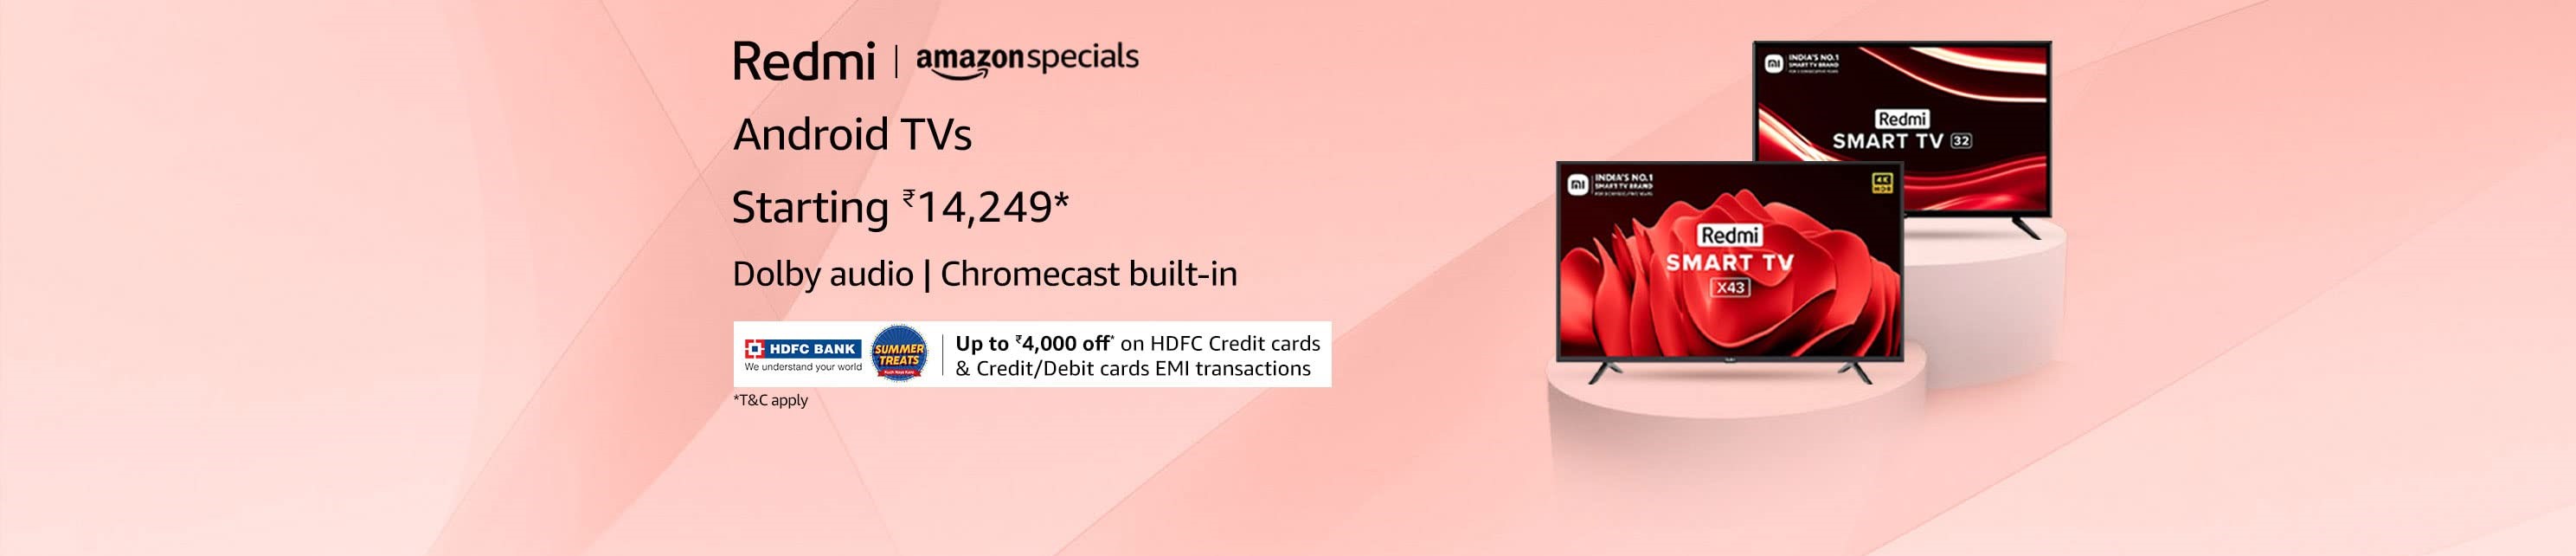 Redmi | amazonspecials
Android TVs
Starting ₹14,249*
Dolby audio | Chromecast built-in
HDFC BANK
We understand your world
SUMMER
TREATS
Up to ₹4,000 off* on HDFC Credit cards
& Credit/Debit cards EMI transactions
*T&C apply
mi
INDIA'S NO.1
SMART TV BRAND
Redmi
SMART TV 32
mi
INDIA'S NO.1
SMART TV BRAND
4K
HDR
Redmi
SMART TV
X43